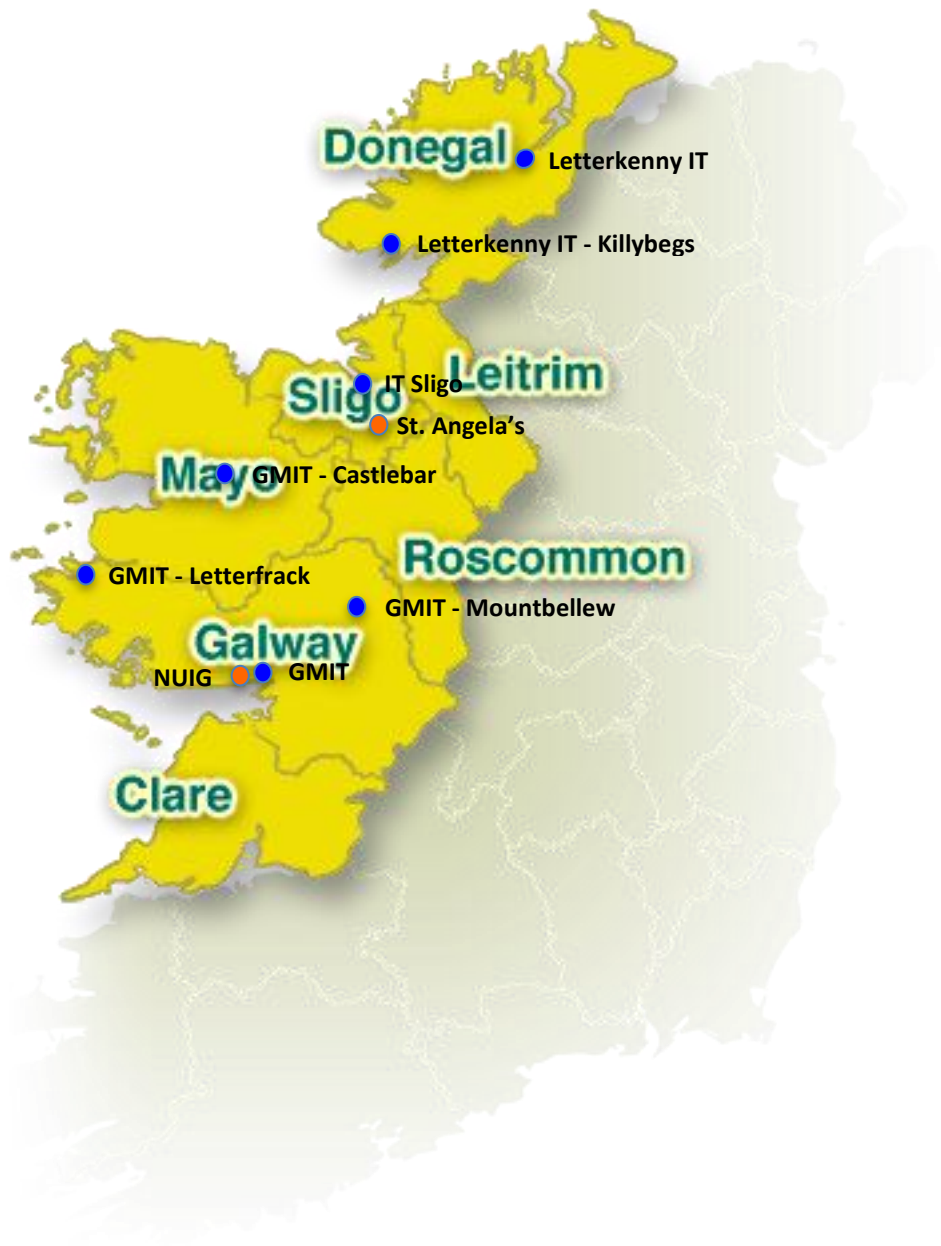 Donegal
Letterkenny IT
Letterkenny IT - Killybegs
Leitrim
Sligo
IT Sligo
St. Angela's
Mayo
GMIT - Castlebar
Roscommon
GMIT - Letterfrack
GMIT - Mountbellew
Galway
NUIG
GMIT
Clare